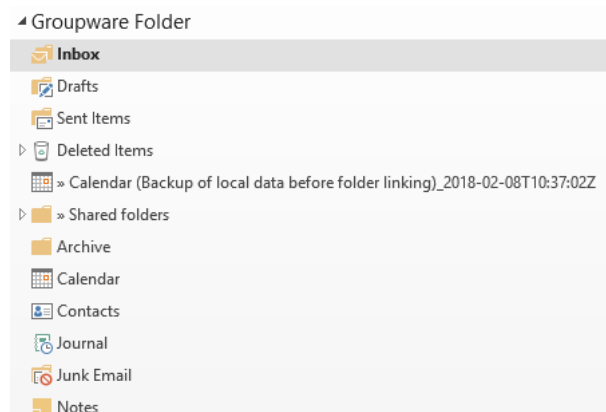 Groupware Folder
Inbox
Drafts
Sent Items
Deleted Items
» Calendar (Backup of local data before folder linking)_2018-02-08T10:37:02Z
» Shared folders
Archive
Calendar
Contacts
Journal
Junk Email
Notes